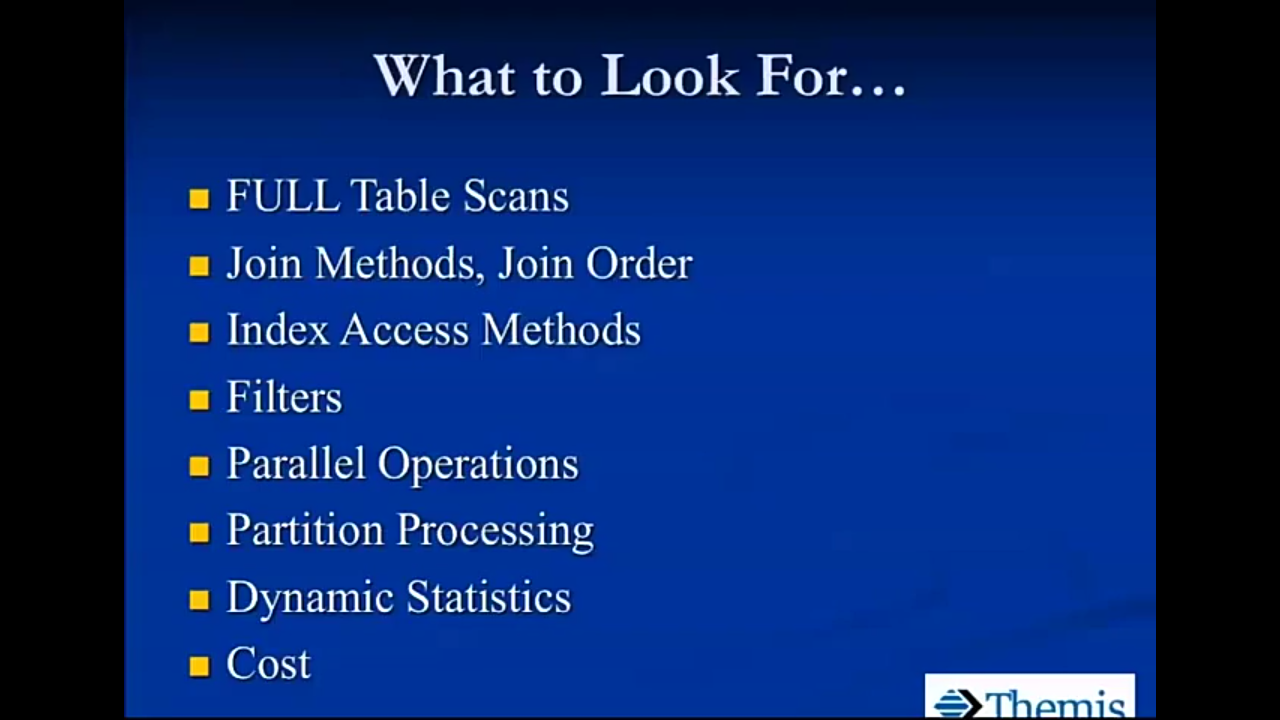 What to Look For...
FULL Table Scans
Join Methods, Join Order
Index Access Methods
Filters
Parallel Operations
Partition Processing
Dynamic Statistics
Cost
Themis